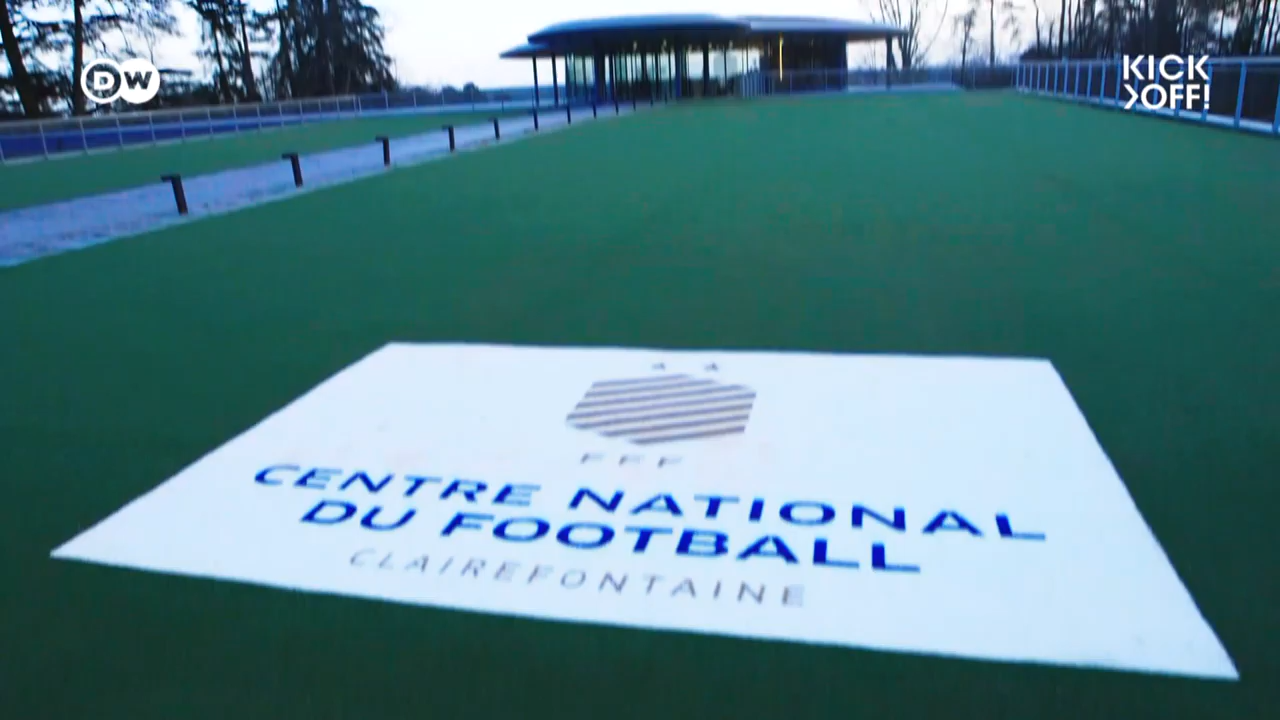 DW
KICK
OFF!
FFF
CENTRE NATIONAL
DU FOOTBALL
CLAIREFONTAINE